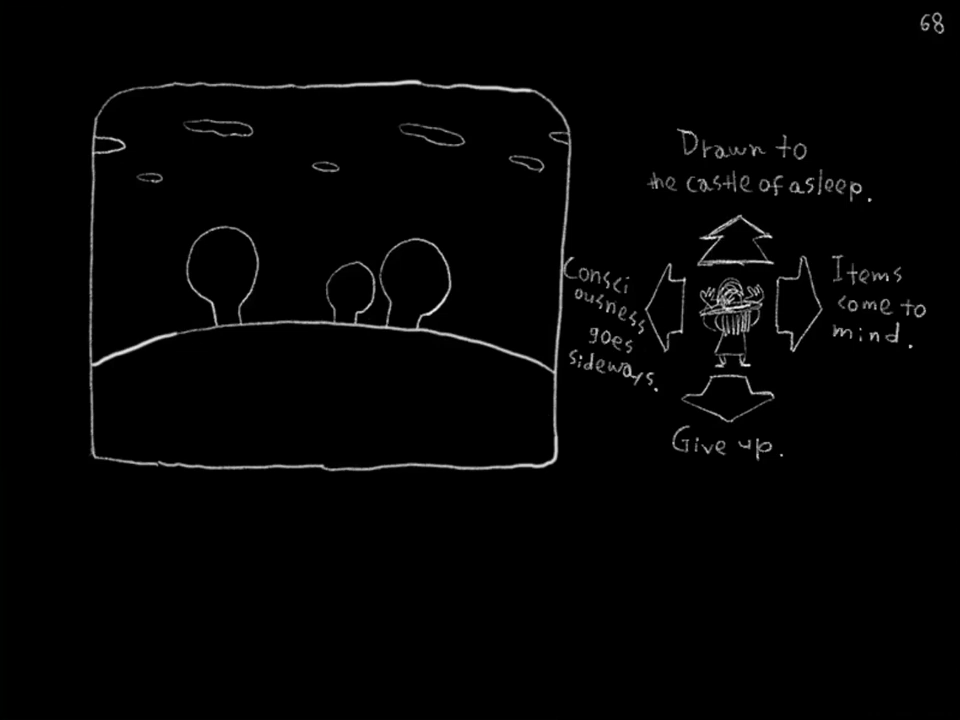 68
Drawn to
the castle of asleep.
Consci
ousness
goes
sideways.
Items
come to
mind.
Give up.